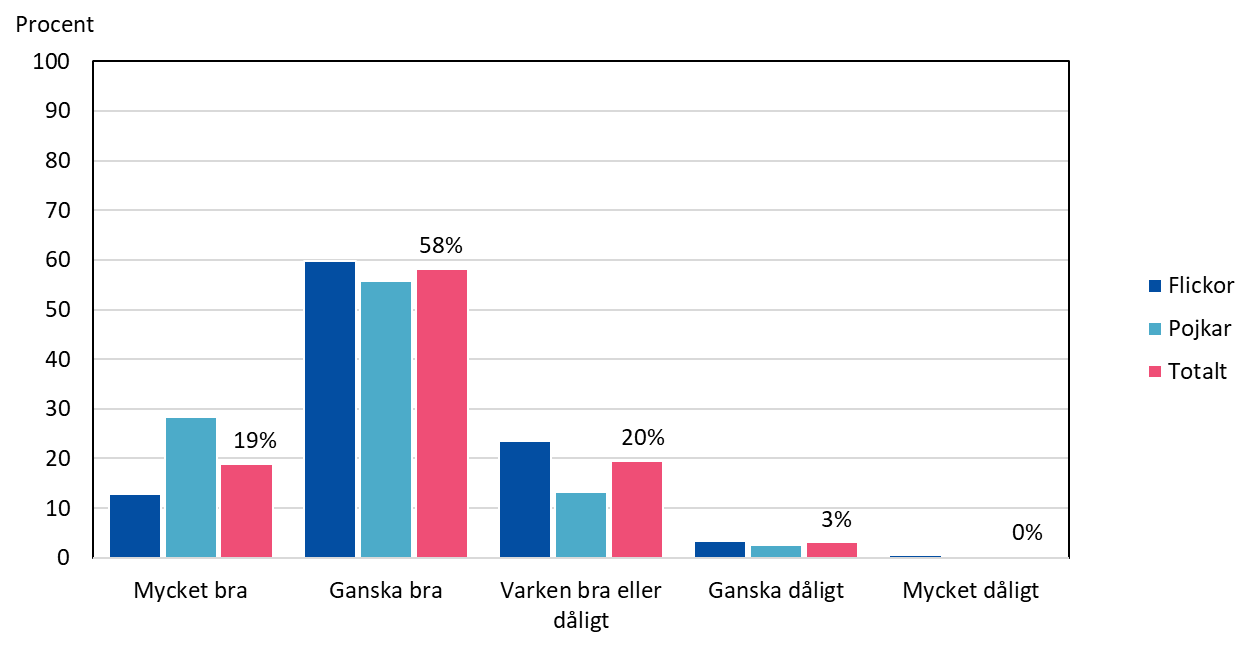 Procent
100
90
80
70
60
50
40
30
20
10
0
19%
58%
20%
3%
0%
Mycket bra
Ganska bra
Varken bra eller
dåligt
Ganska dåligt
Mycket dåligt
Flickor
Pojkar
Totalt